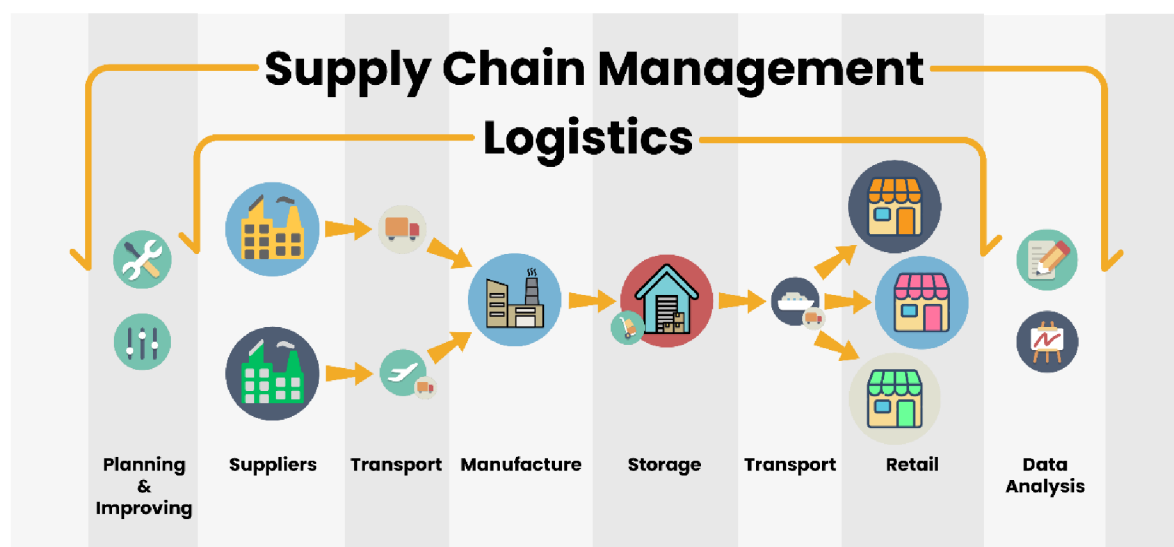 Supply Chain Management
Logistics
Planning
&
Improving
Suppliers
Transport
Manufacture
Storage
Transport
Retail
Data
Analysis